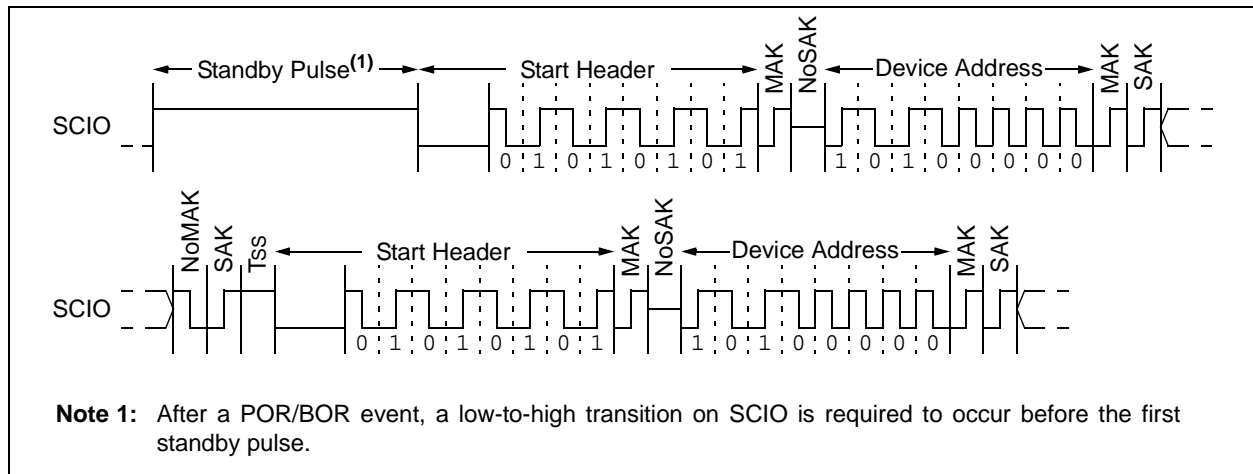 Standby Pulse(1) Start Header MAK NoSAK Device Address MAK SAK
SCIO
0 1 0 1 0 1 0 1 1 0 1 0 0 0 0 0
NoMAK SAK TSS Start Header MAK NoSAK Device Address MAK SAK
SCIO
0 1 0 1 0 1 0 1 1 0 1 0 0 0 0 0
Note 1: After a POR/BOR event, a low-to-high transition on SCIO is required to occur before the first
standby pulse.